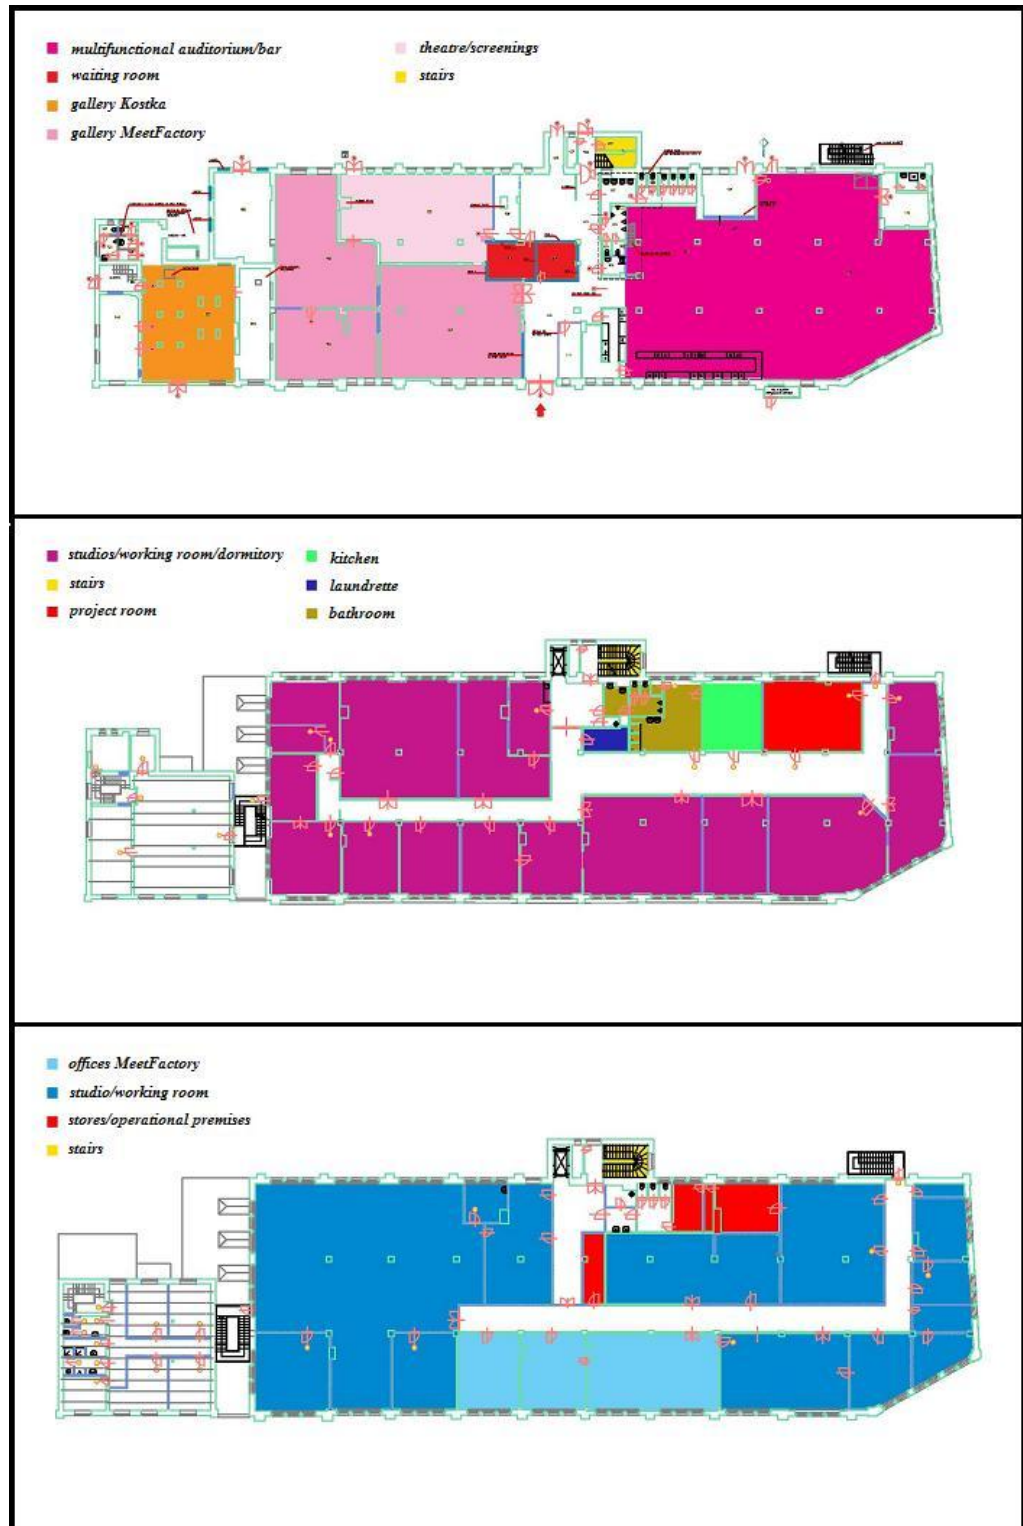 multifunctional auditorium/bar
waiting room
gallery Kostka
gallery MeetFactory
theatre/screenings
stairs
studios/working room/dormitory
stairs
project room
kitchen
laundrette
bathroom
offices MeetFactory
studio/working room
stores/operational premises
stairs